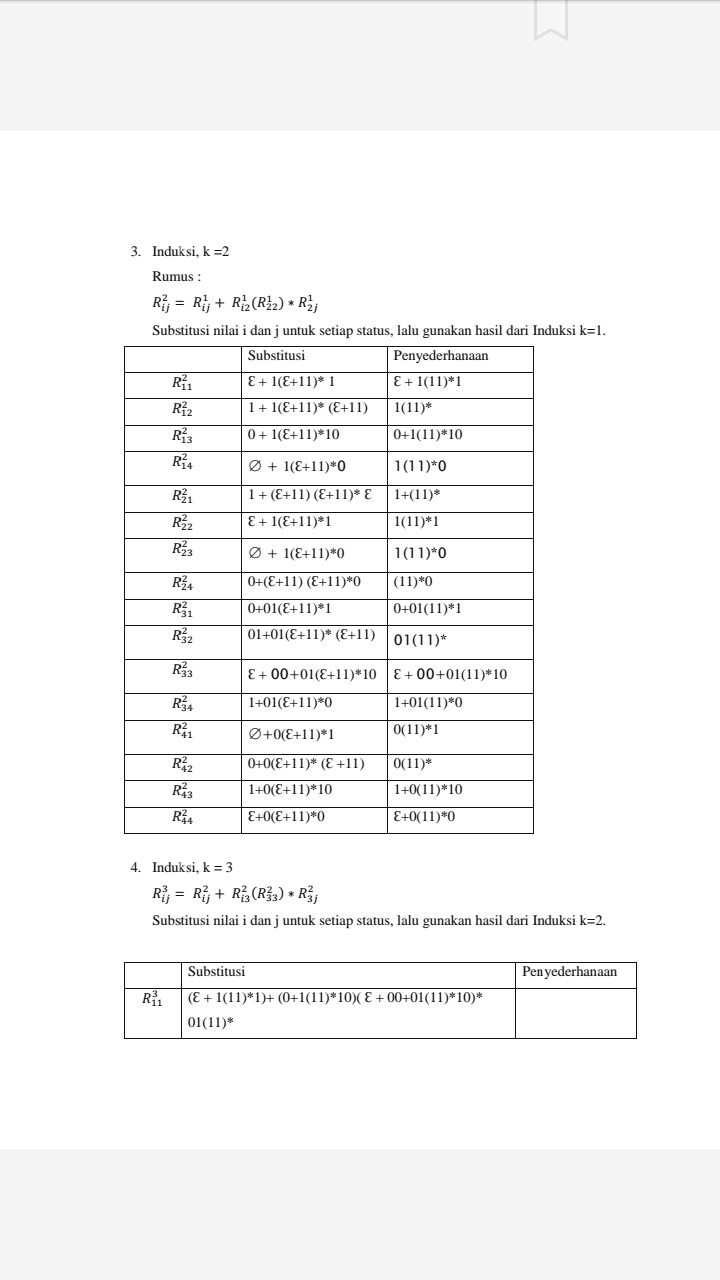 3. Induksi, k =2
Rumus :
R²ᵢⱼ = R¹ᵢⱼ + R¹ᵢ₂(R¹₂₂) ∗ R¹₂ⱼ
Substitusi nilai i dan j untuk setiap status, lalu gunakan hasil dari Induksi k=1.
Substitusi Penyederhanaan
R²₁₁ Ɛ + 1(Ɛ+11)* 1 Ɛ + 1(11)*1
R²₁₂ 1 + 1(Ɛ+11)* (Ɛ+11) 1(11)*
R²₁₃ 0 + 1(Ɛ+11)*10 0+1(11)*10
R²₁₄ ∅ + 1(Ɛ+11)*0 1(11)*0
R²₂₁ 1 + (Ɛ+11) (Ɛ+11)* Ɛ 1+(11)*
R²₂₂ Ɛ + 1(Ɛ+11)*1 1(11)*1
R²₂₃ ∅ + 1(Ɛ+11)*0 1(11)*0
R²₂₄ 0+(Ɛ+11) (Ɛ+11)*0 (11)*0
R²₃₁ 0+01(Ɛ+11)*1 0+01(11)*1
R²₃₂ 01+01(Ɛ+11)* (Ɛ+11) 01(11)*
R²₃₃ Ɛ + 00+01(Ɛ+11)*10 Ɛ + 00+01(11)*10
R²₃₄ 1+01(Ɛ+11)*0 1+01(11)*0
R²₄₁ ∅+0(Ɛ+11)*1 0(11)*1
R²₄₂ 0+0(Ɛ+11)* (Ɛ +11) 0(11)*
R²₄₃ 1+0(Ɛ+11)*10 1+0(11)*10
R²₄₄ Ɛ+0(Ɛ+11)*0 Ɛ+0(11)*0
4. Induksi, k = 3
R³ᵢⱼ = R²ᵢⱼ + R²ᵢ₃(R²₃₃) ∗ R²₃ⱼ
Substitusi nilai i dan j untuk setiap status, lalu gunakan hasil dari Induksi k=2.
Substitusi Penyederhanaan
R³₁₁ (Ɛ + 1(11)*1)+ (0+1(11)*10)( Ɛ + 00+01(11)*10)*
01(11)*